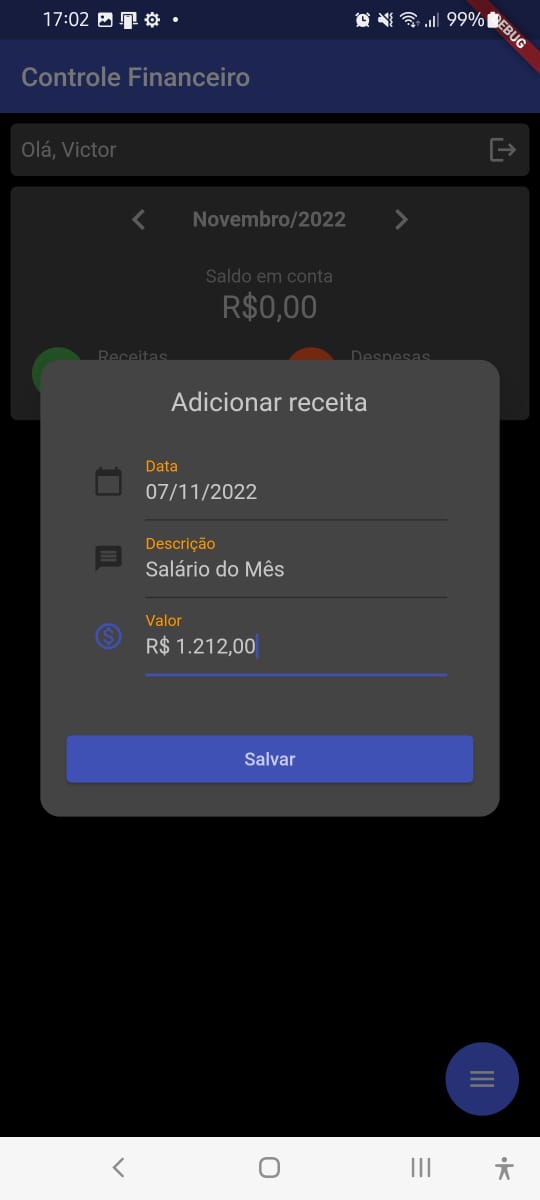 17:02
99%
DEBUG
Controle Financeiro
Olá, Victor
Novembro/2022
Saldo em conta
R$0,00
Receitas
Despesas
Adicionar receita
Data
07/11/2022
Descrição
Salário do Mês
Valor
R$ 1.212,00
Salvar